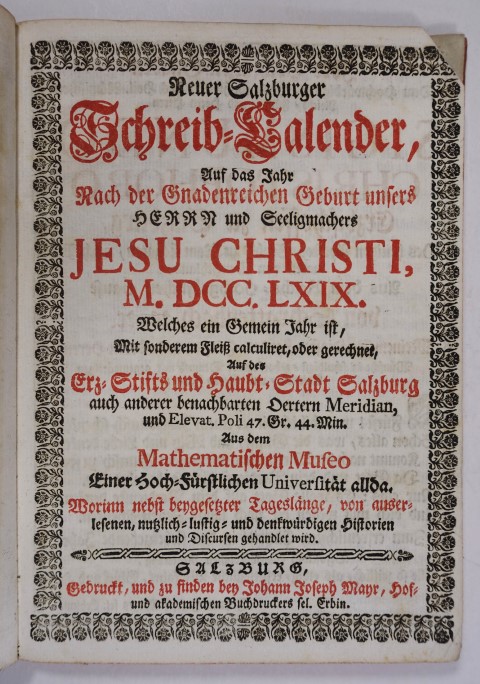 Neuer Salzburger
Schreib-Calender,
Auf das Jahr
Nach der Gnadenreichen Geburt unsers
HERRN und Seeligmachers
JESU CHRISTI,
M. DCC. LXIX.
Welches ein Gemein Jahr ist,
Mit sonderem Fleiß calculiret, oder gerechnet,
Auf des
Erz-Stifts und Haubt-Stadt Salzburg
auch anderer benachbarten Oertern Meridian,
und Elevat. Poli 47. Gr. 44. Min.
Aus dem
Mathematischen Museo
Einer Hoch-Fürstlichen Universität allda.
Worinn nebst beygesetzter Tageslänge, von auser-
lesenen, nutzlich-lustig- und denkwürdigen Historien
und Discursen gehandlet wird.
SALZBURG,
Gedruckt, und zu finden bey Johann Joseph Mayr, Hof-
und akademischen Buchdruckers sel. Erbin.